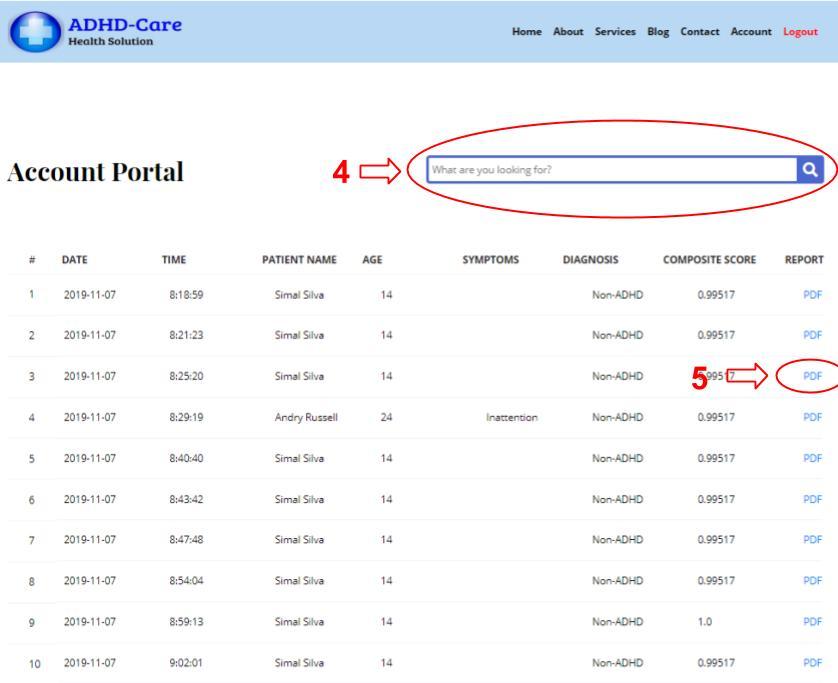 ADHD-Care
Health Solution
Home About Services Blog Contact Account Logout
Account Portal
4
What are you looking for?
# DATE TIME PATIENT NAME AGE SYMPTOMS DIAGNOSIS COMPOSITE SCORE REPORT
1 2019-11-07 8:18:59 Simal Silva 14 Non-ADHD 0.99517 PDF
2 2019-11-07 8:21:23 Simal Silva 14 Non-ADHD 0.99517 PDF
3 2019-11-07 8:25:20 Simal Silva 14 Non-ADHD 5 PDF
4 2019-11-07 8:29:19 Andry Russell 24 Inattention Non-ADHD 0.99517 PDF
5 2019-11-07 8:40:40 Simal Silva 14 Non-ADHD 0.99517 PDF
6 2019-11-07 8:43:42 Simal Silva 14 Non-ADHD 0.99517 PDF
7 2019-11-07 8:47:48 Simal Silva 14 Non-ADHD 0.99517 PDF
8 2019-11-07 8:54:04 Simal Silva 14 Non-ADHD 0.99517 PDF
9 2019-11-07 8:59:13 Simal Silva 14 Non-ADHD 1.0 PDF
10 2019-11-07 9:02:01 Simal Silva 14 Non-ADHD 0.99517 PDF